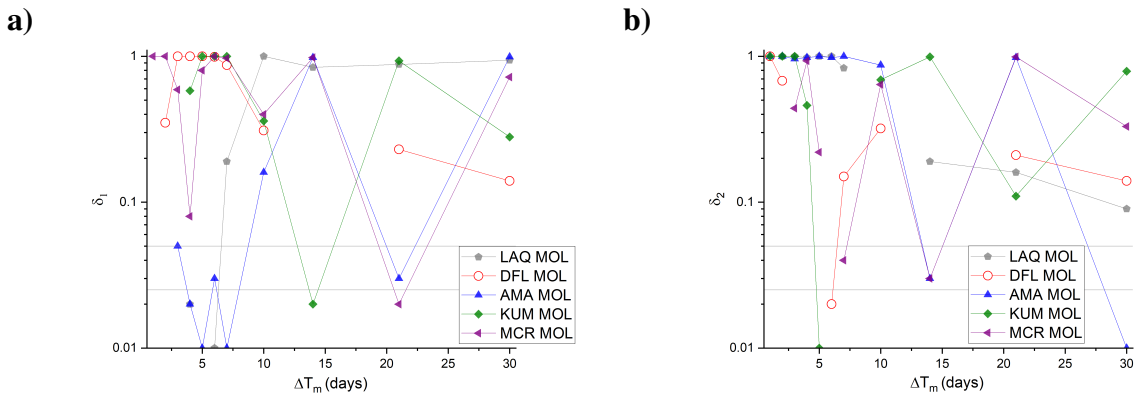 a)
1
0.1
0.01
δ₁
5
10
15
20
25
30
ΔTₘ (days)
LAQ MOL
DFL MOL
AMA MOL
KUM MOL
MCR MOL
b)
1
0.1
0.01
δ₂
5
10
15
20
25
30
ΔTₘ (days)
LAQ MOL
DFL MOL
AMA MOL
KUM MOL
MCR MOL